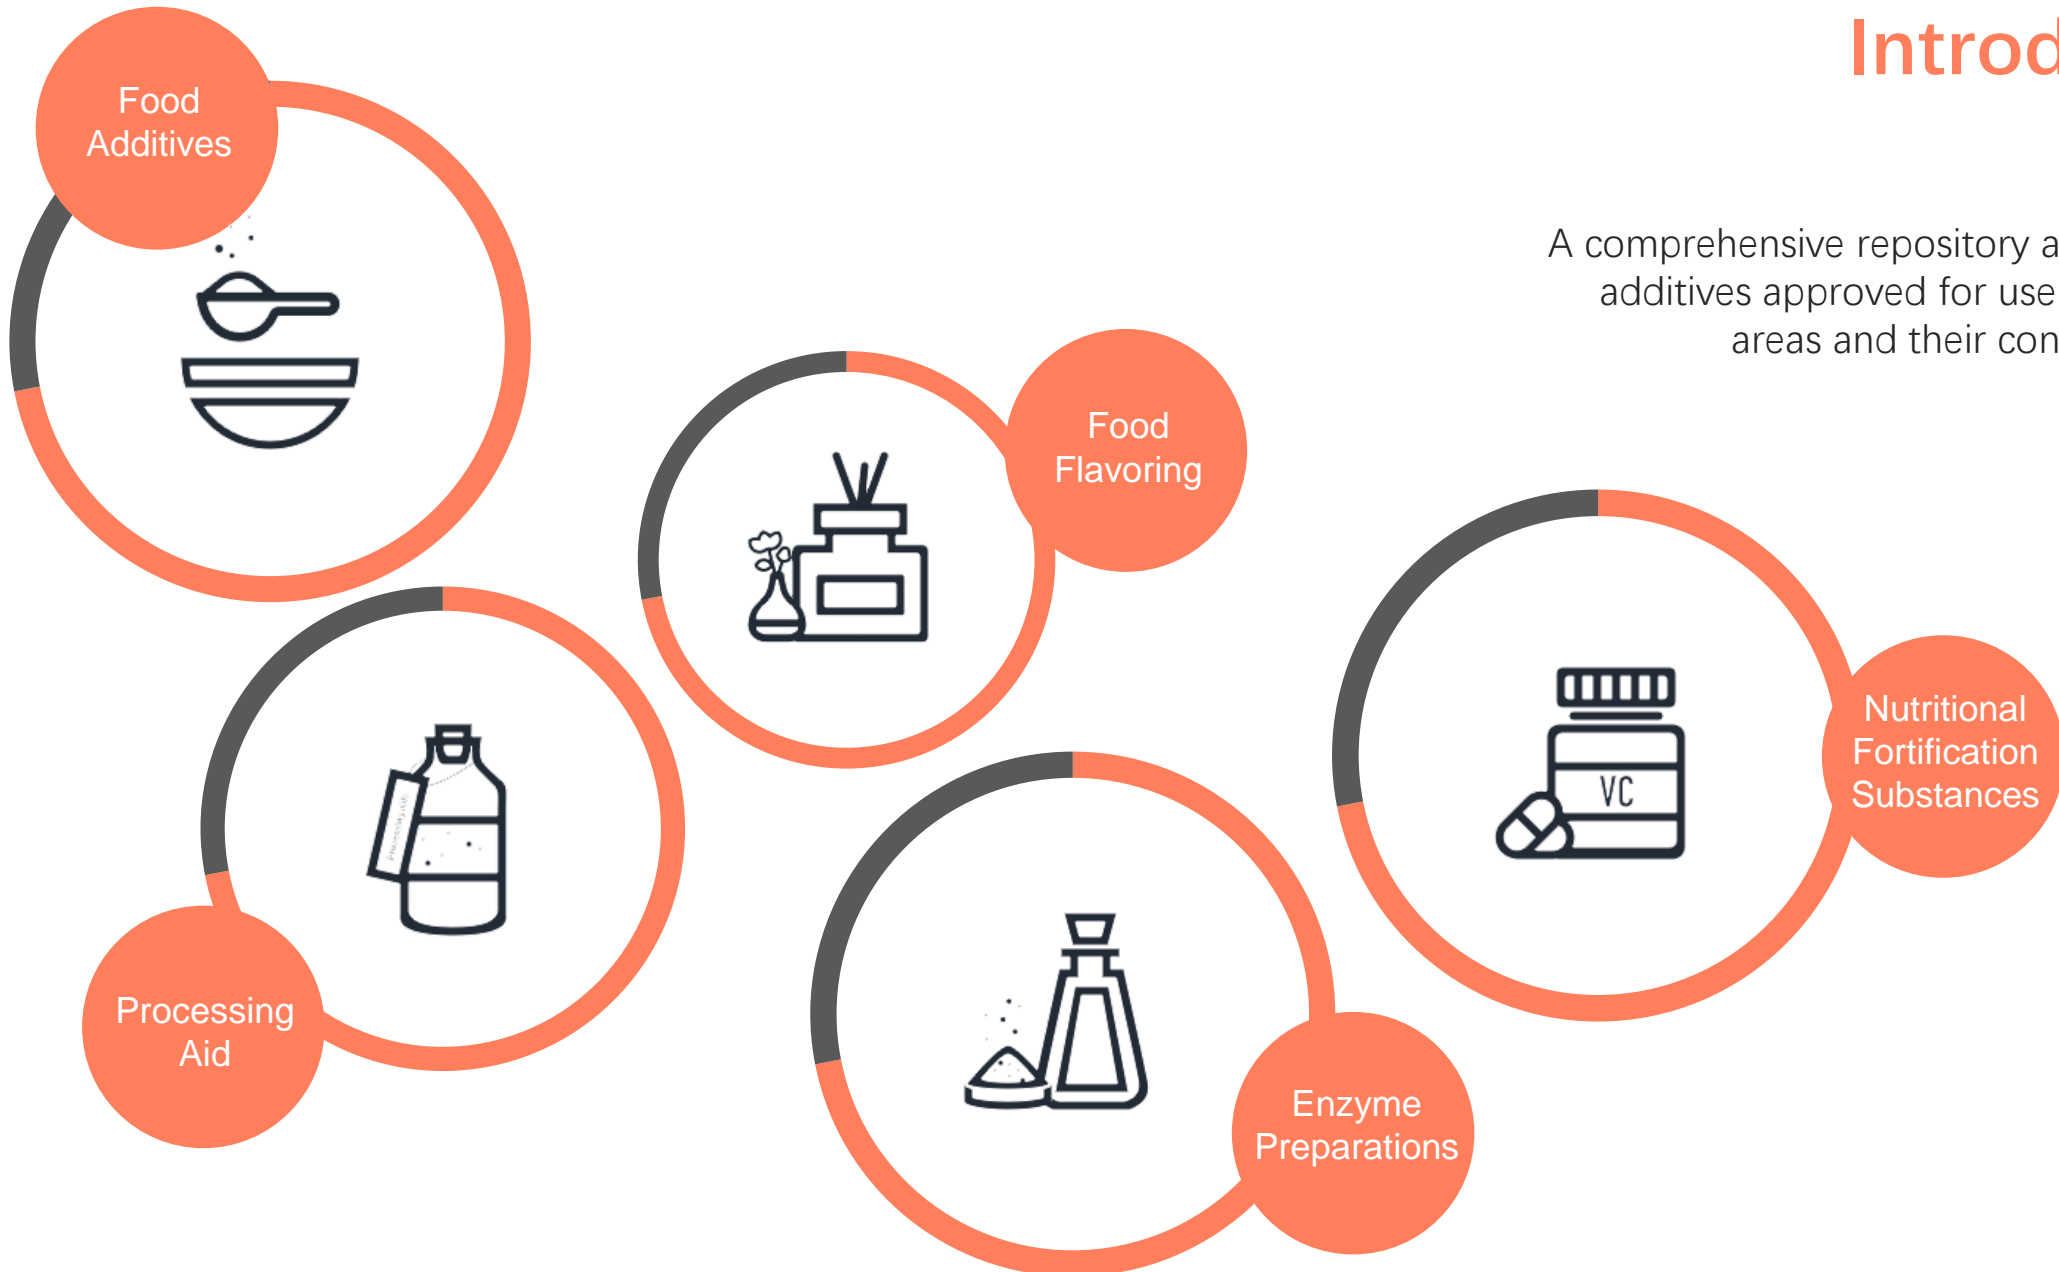 Introd
A comprehensive repository a
additives approved for use
areas and their con
Food
Additives
Food
Flavoring
Nutritional
Fortification
Substances
VC
Processing
Aid
Enzyme
Preparations